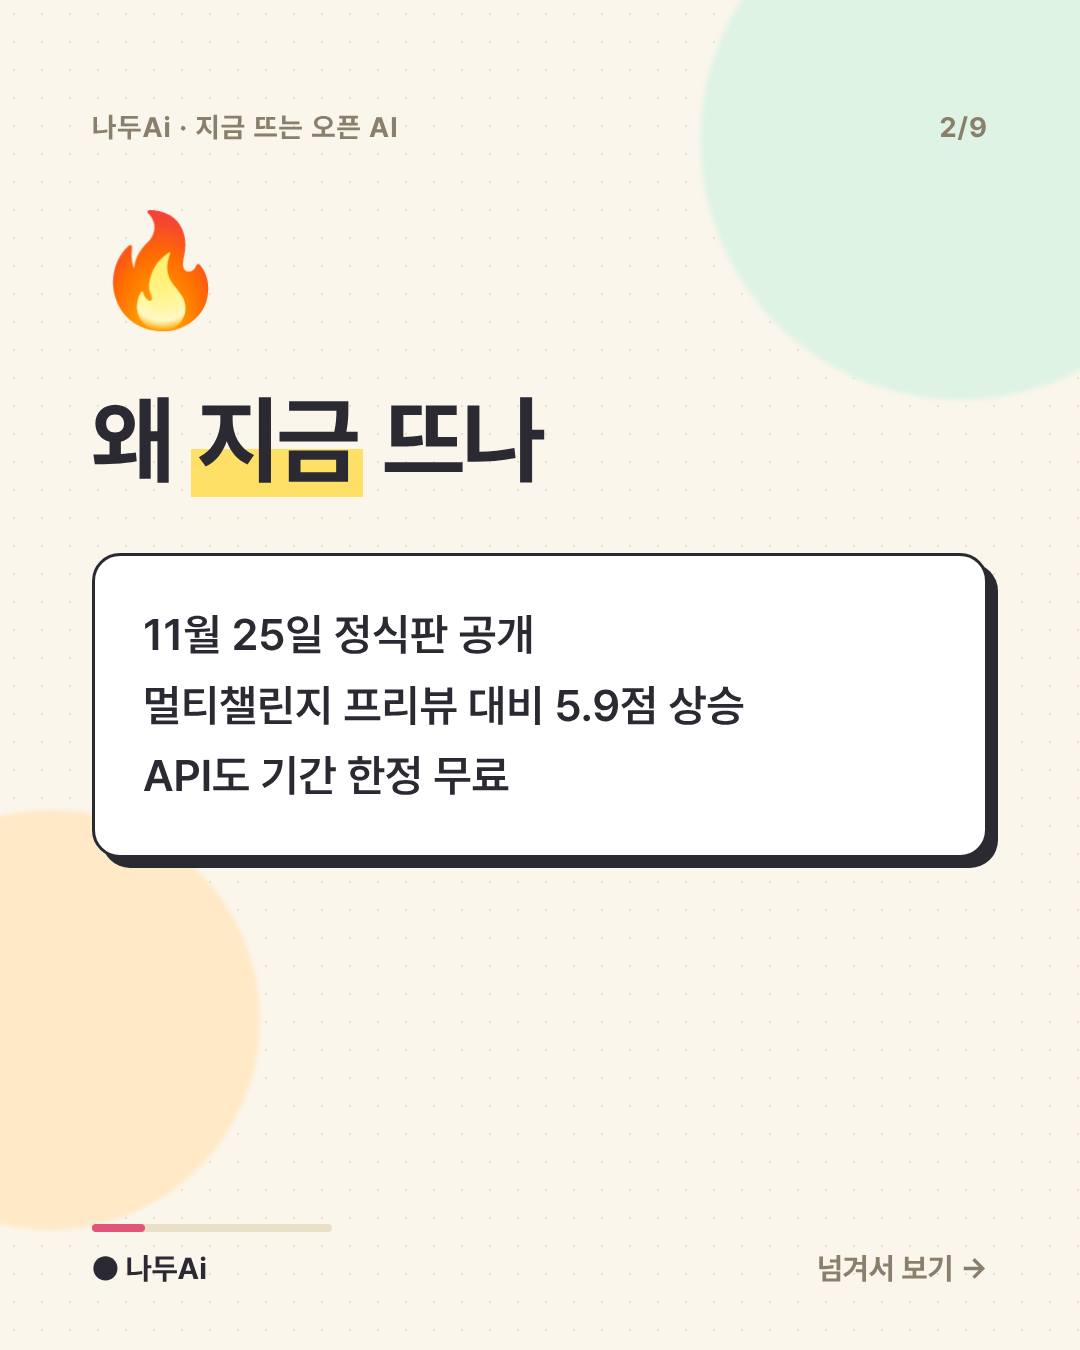 나두Ai · 지금 뜨는 오픈 AI
2/9
왜 지금 뜨나
11월 25일 정식판 공개
멀티챌린지 프리뷰 대비 5.9점 상승
API도 기간 한정 무료
나두Ai
넘겨서 보기 →